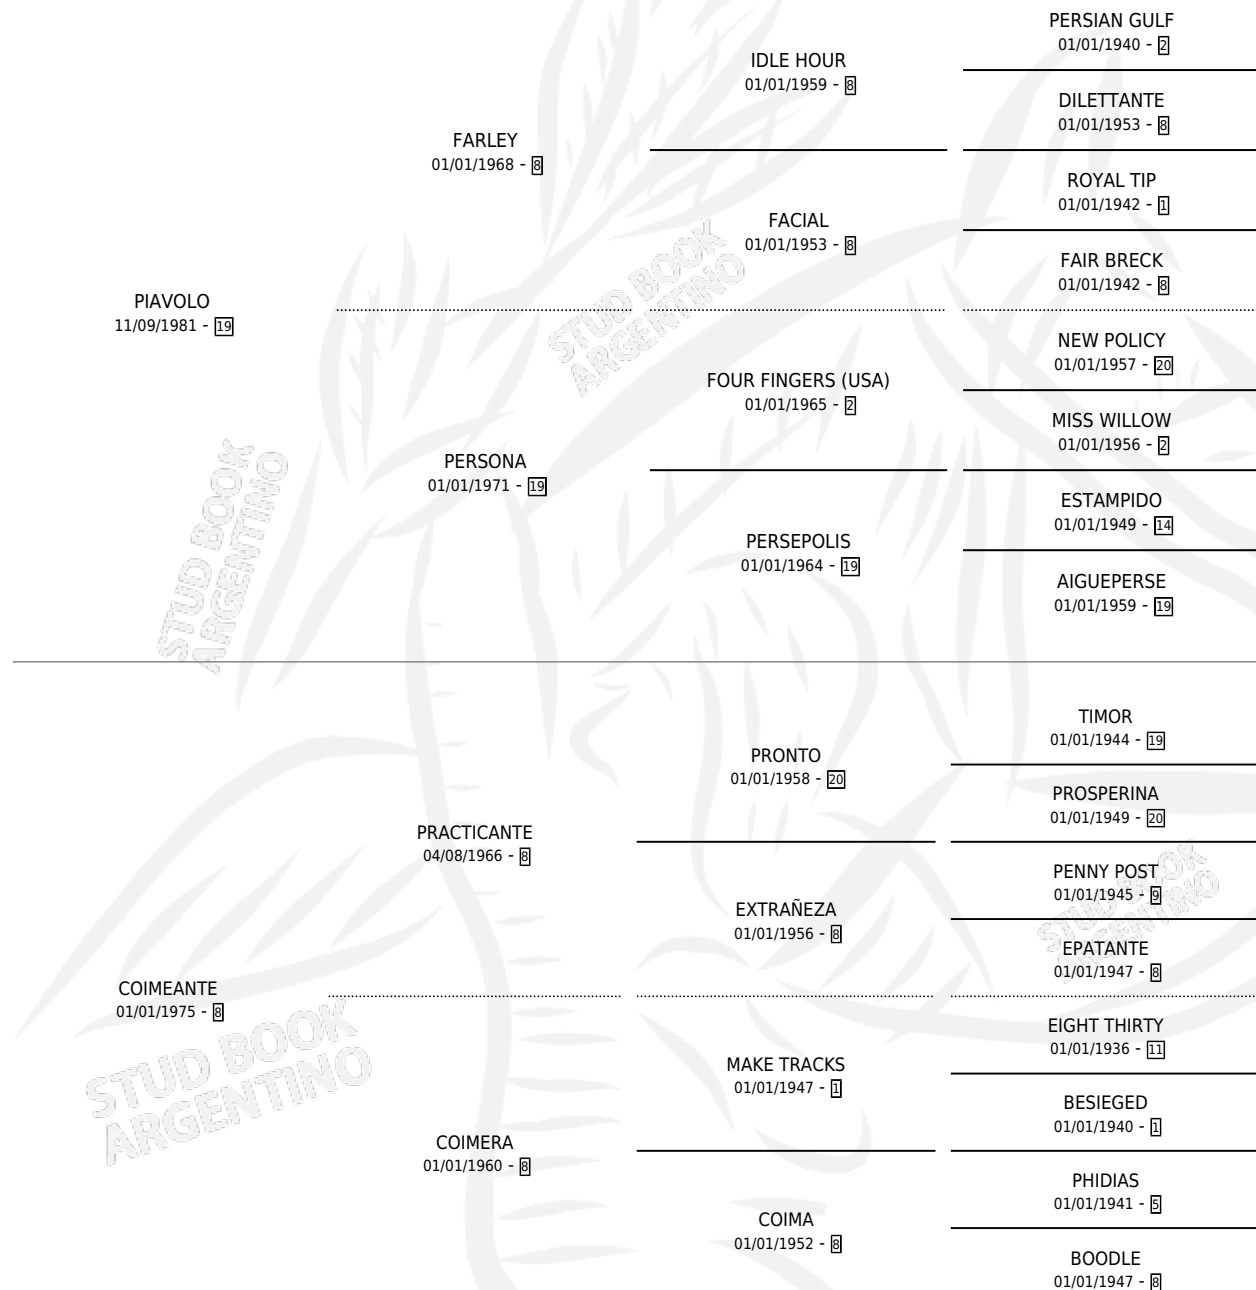 PERSIAN GULF
01/01/1940 - 2
IDLE HOUR
01/01/1959 - 8
DILETTANTE
01/01/1953 - 8
FARLEY
01/01/1968 - 8
ROYAL TIP
01/01/1942 - 1
FACIAL
01/01/1953 - 8
FAIR BRECK
01/01/1942 - 8
PIAVOLO
11/09/1981 - 19
STUD BOOK
ARGENTINO
NEW POLICY
01/01/1957 - 20
FOUR FINGERS (USA)
01/01/1965 - 2
MISS WILLOW
01/01/1956 - 2
PERSONA
01/01/1971 - 19
ESTAMPIDO
01/01/1949 - 14
PERSEPOLIS
01/01/1964 - 19
AIGUEPERSE
01/01/1959 - 19
STUD BOOK
ARGENTINO
TIMOR
01/01/1944 - 19
PRONTO
01/01/1958 - 20
PROSPERINA
01/01/1949 - 20
PRACTICANTE
04/08/1966 - 8
PENNY POST
01/01/1945 - 9
EXTRAÑEZA
01/01/1956 - 8
EPATANTE
01/01/1947 - 8
STUD BOOK
ARGENTINO
COIMEANTE
01/01/1975 - 8
EIGHT THIRTY
01/01/1936 - 11
MAKE TRACKS
01/01/1947 - 1
BESIEGED
01/01/1940 - 1
STUD BOOK
ARGENTINO
COIMERA
01/01/1960 - 8
PHIDIAS
01/01/1941 - 5
COIMA
01/01/1952 - 8
BOODLE
01/01/1947 - 8